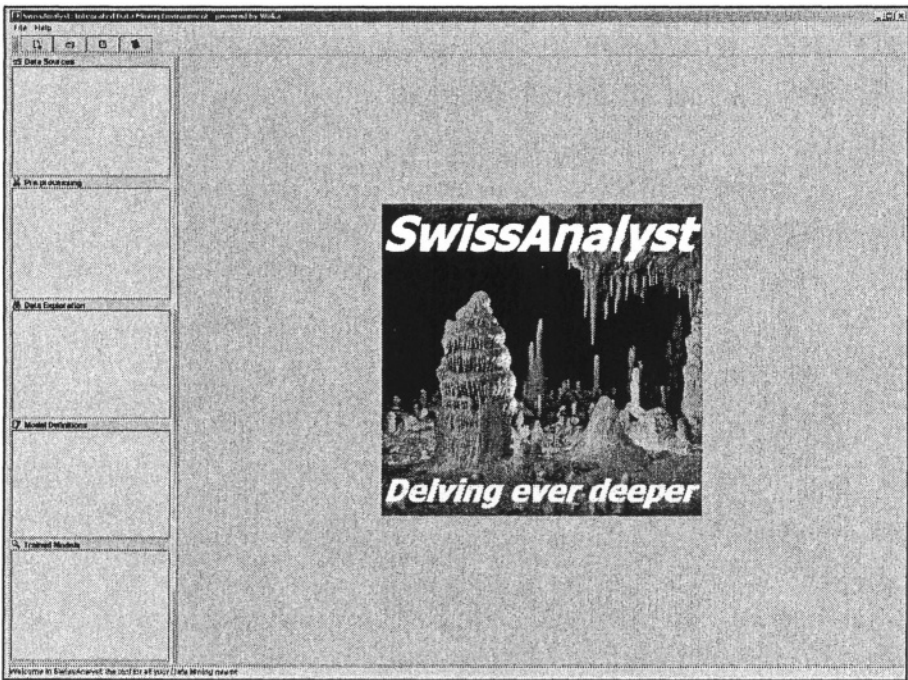 SwissAnalyst: Integrated Data Mining Environment - powered by Weka
File Help
Data Sources
Pre-processing
Data Exploration
Model Definitions
Trained Models
SwissAnalyst
Delving ever deeper
Welcome in SwissAnalyst, the tool for all your Data Mining needs!